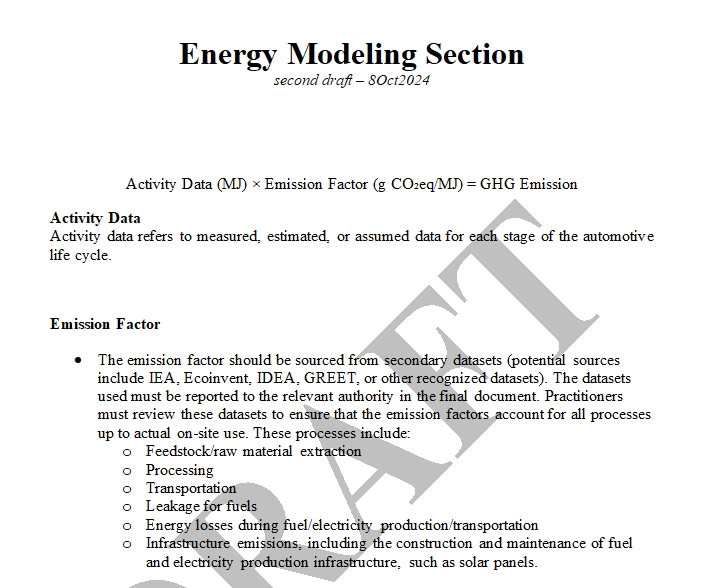 Energy Modeling Section
second draft – 8Oct2024
Activity Data (MJ) × Emission Factor (g CO₂eq/MJ) = GHG Emission
Activity Data
Activity data refers to measured, estimated, or assumed data for each stage of the automotive
life cycle.
Emission Factor
• The emission factor should be sourced from secondary datasets (potential sources
include IEA, Ecoinvent, IDEA, GREET, or other recognized datasets). The datasets
used must be reported to the relevant authority in the final document. Practitioners
must review these datasets to ensure that the emission factors account for all processes
up to actual on-site use. These processes include:
o Feedstock/raw material extraction
o Processing
o Transportation
o Leakage for fuels
o Energy losses during fuel/electricity production/transportation
o Infrastructure emissions, including the construction and maintenance of fuel
and electricity production infrastructure, such as solar panels.
DRAFT